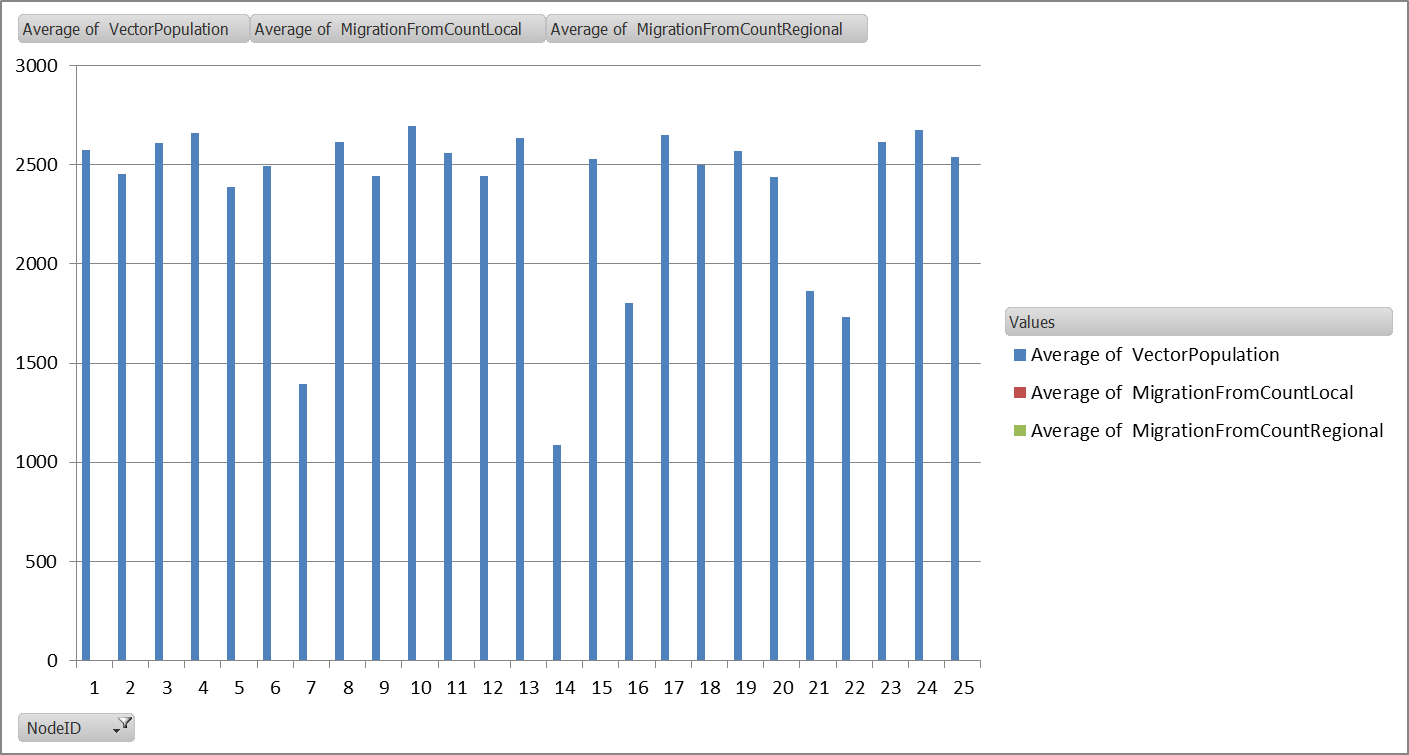 Average of VectorPopulation Average of MigrationFromCountLocal Average of MigrationFromCountRegional
3000
2500
2000
1500
1000
500
0
1 2 3 4 5 6 7 8 9 10 11 12 13 14 15 16 17 18 19 20 21 22 23 24 25
Values
Average of VectorPopulation
Average of MigrationFromCountLocal
Average of MigrationFromCountRegional
NodeID